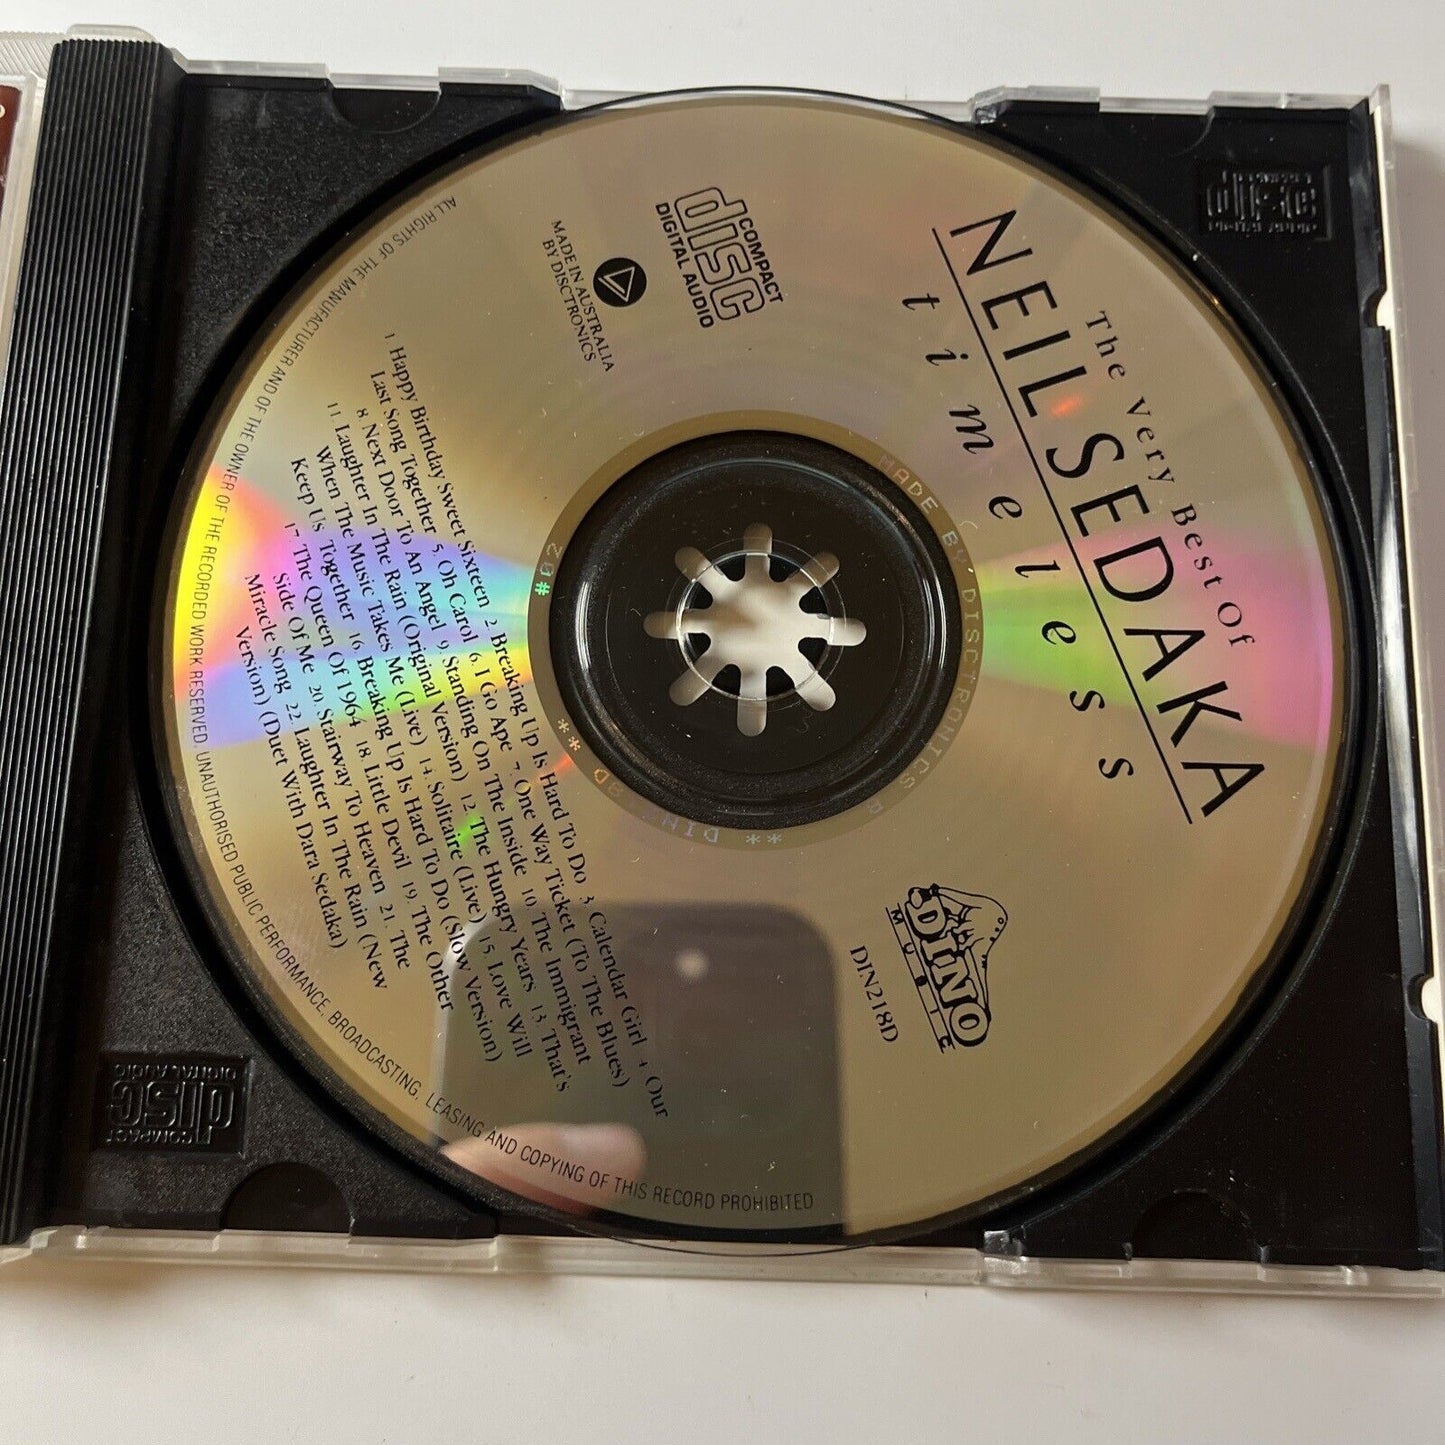 The Very Best Of
NEIL SEDAKA
timeless
COMPACT
disc
DIGITAL AUDIO
MADE IN AUSTRALIA
BY DISCTRONICS
DINO
MUSIC
DIN218D
1 Happy Birthday Sweet Sixteen 2 Breaking Up Is Hard To Do 3 Calendar Girl 4 Our
Last Song Together 5 Oh Carol 6. I Go Ape 7. One Way Ticket (To The Blues)
8 Next Door To An Angel 9. Standing On The Inside 10. The Immigrant
11 Laughter In The Rain (Original Version) 12. The Hungry Years 13. That's
When The Music Takes Me (Live) 14 Solitaire (Live) 15. Love Will
Keep Us Together 16. Breaking Up Is Hard To Do (Slow Version)
17 The Queen Of 1964 18. Little Devil 19. The Other
Side Of Me 20. Stairway To Heaven 21. The
Miracle Song 22. Laughter In The Rain (New
Version) (Duet With Dara Sedaka)
ALL RIGHTS OF THE MANUFACTURER AND OF THE OWNER OF THE RECORDED WORK RESERVED. UNAUTHORISED PUBLIC PERFORMANCE, BROADCASTING, LEASING AND COPYING OF THIS RECORD PROHIBITED
MADE BY DISCTRONICS
COMPACT
disc
DIGITAL AUDIO